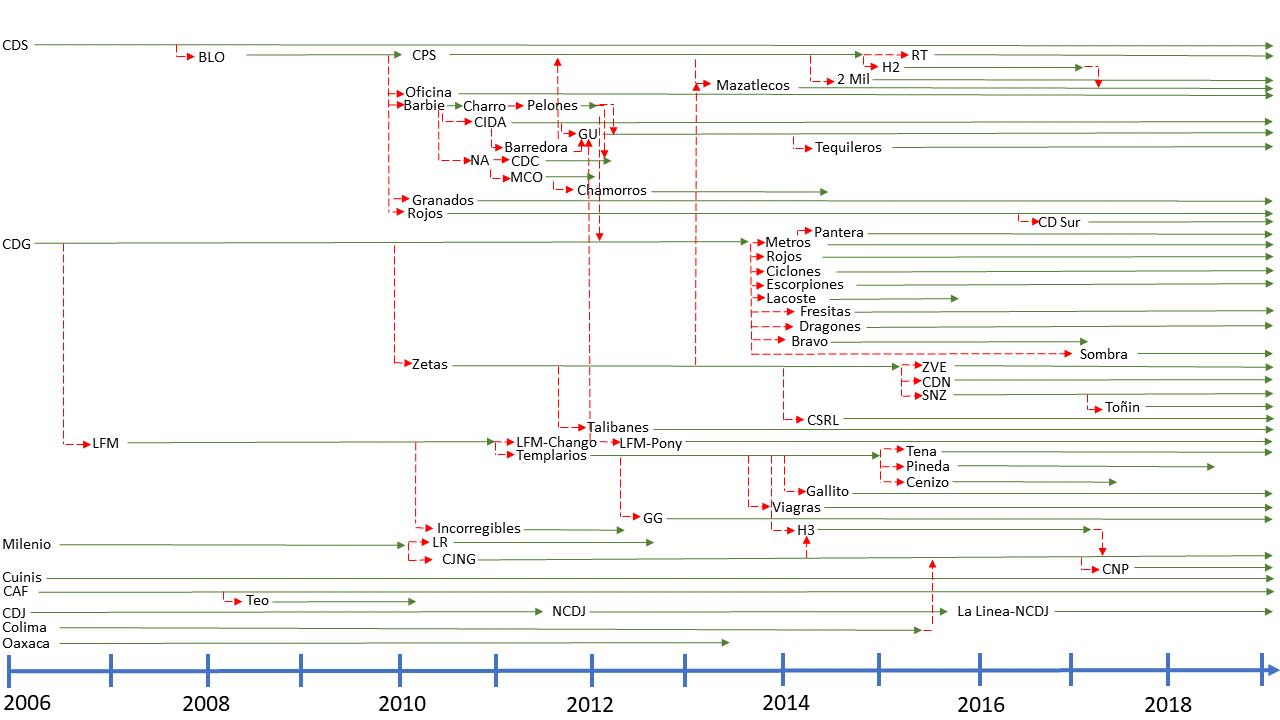 CDS
BLO
CPS
RT
H2
2 Mil
Mazatlecos
Oficina
Barbie
Charro
Pelones
CIDA
GU
Barredora
Tequileros
NA
CDC
MCO
Chamorros
Granados
Rojos
CD Sur
Pantera
CDG
Metros
Rojos
Ciclones
Escorpiones
Lacoste
Fresitas
Dragones
Bravo
Sombra
Zetas
ZVE
CDN
SNZ
Toñin
CSRL
Talibanes
LFM
LFM-Chango
LFM-Pony
Templarios
Tena
Pineda
Cenizo
Gallito
Viagras
GG
Incorregibles
H3
LR
Milenio
CJNG
CNP
Cuinis
CAF
Teo
CDJ
NCDJ
La Linea-NCDJ
Colima
Oaxaca
2006 2008 2010 2012 2014 2016 2018